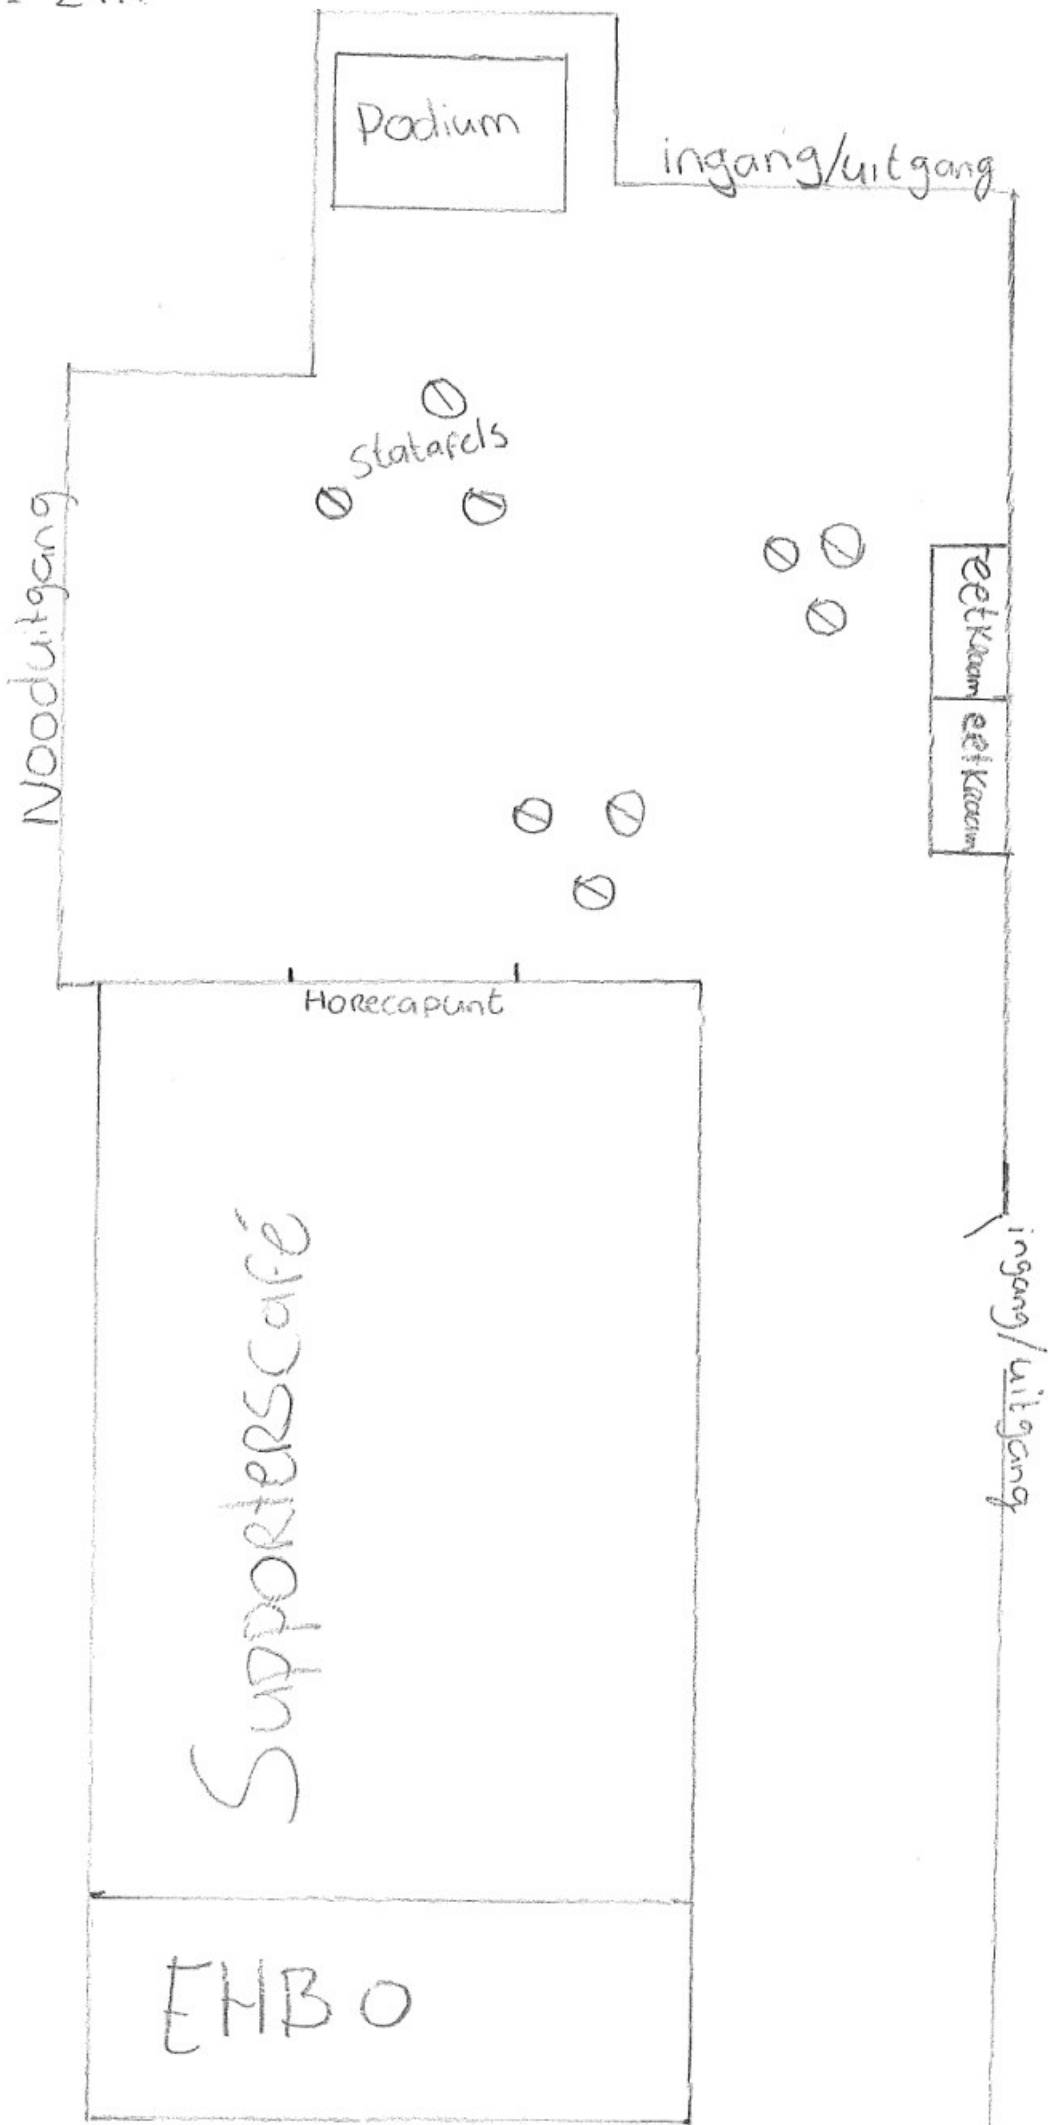 Podium
ingang/uitgang
Statafels
Nooduitgang
eetkraam
eetkraam
Horecapunt
ingang/uitgang
Supporterscafé
EHBO